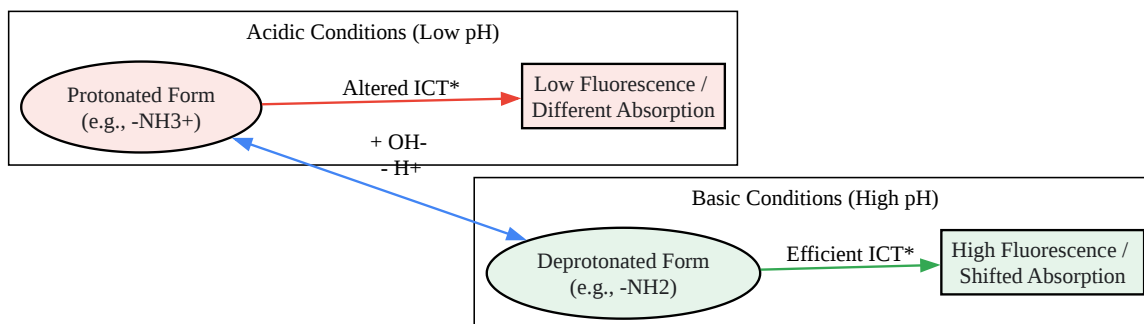 Acidic Conditions (Low pH)
Protonated Form
(e.g., -NH3+)
Altered ICT*
Low Fluorescence /
Different Absorption
+ OH-
- H+
Basic Conditions (High pH)
Deprotonated Form
(e.g., -NH2)
Efficient ICT*
High Fluorescence /
Shifted Absorption